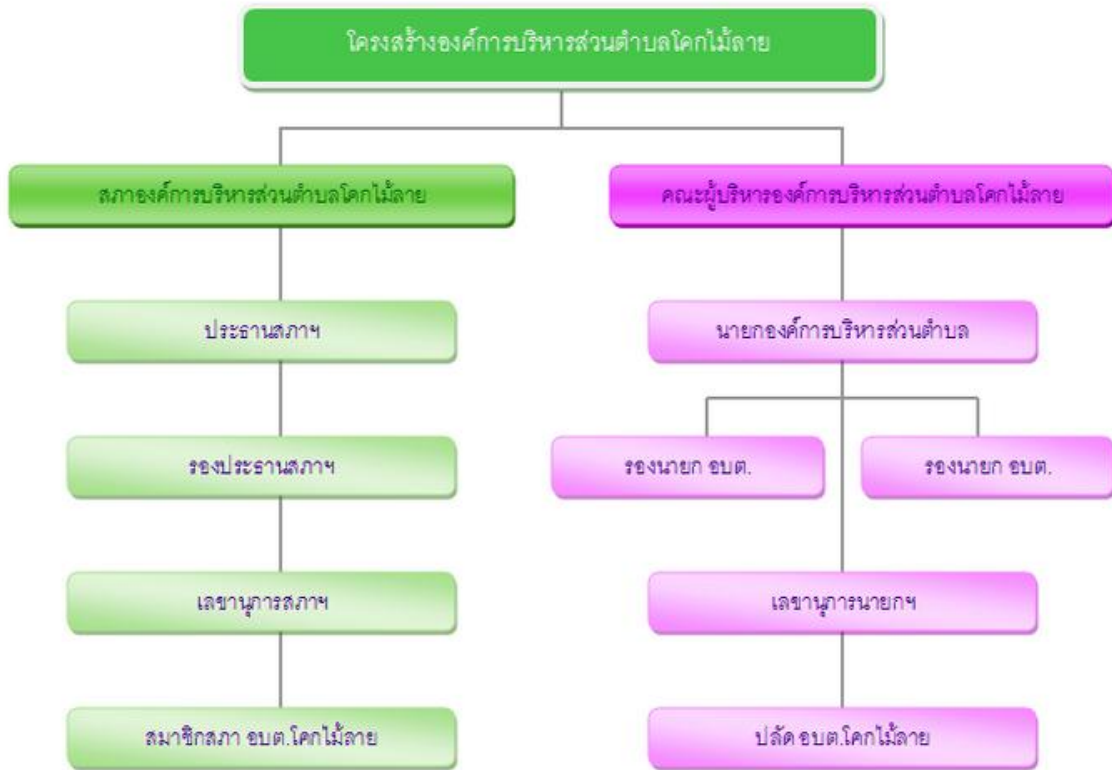 โครงสร้างองค์การบริหารส่วนตำบลโคกไม้ลาย
สภาองค์การบริหารส่วนตำบลโคกไม้ลาย
คณะผู้บริหารองค์การบริหารส่วนตำบลโคกไม้ลาย
ประธานสภาฯ
นายกองค์การบริหารส่วนตำบล
รองประธานสภาฯ
รองนายก อบต.
รองนายก อบต.
เลขานุการสภาฯ
เลขานุการนายกฯ
สมาชิกสภา อบต.โคกไม้ลาย
ปลัด อบต.โคกไม้ลาย